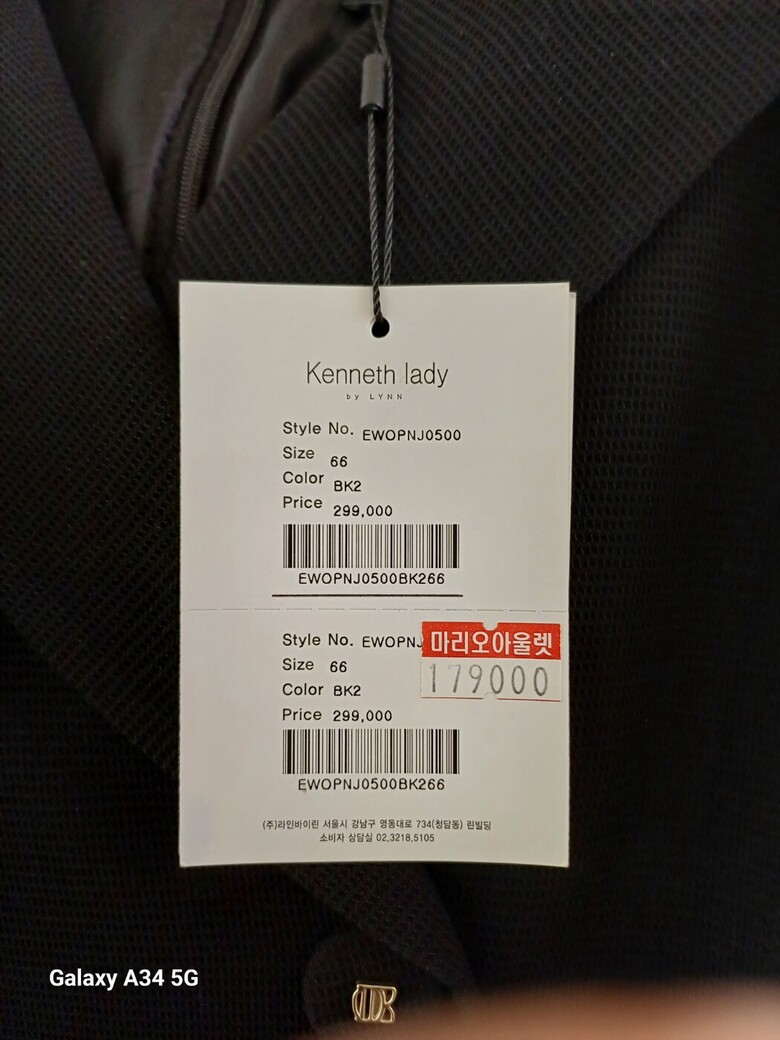 Kenneth lady
by LYNN
Style No. EWOPNJ0500
Size 66
Color BK2
Price 299,000
EWOPNJ0500BK266
Style No. EWOPNJ
마리오아울렛
Size 66
179000
Color BK2
Price 299,000
EWOPNJ0500BK266
(주)라인바이린 서울시 강남구 영동대로 734(청담동) 린빌딩
소비자 상담실 02.3218.5105
Galaxy A34 5G